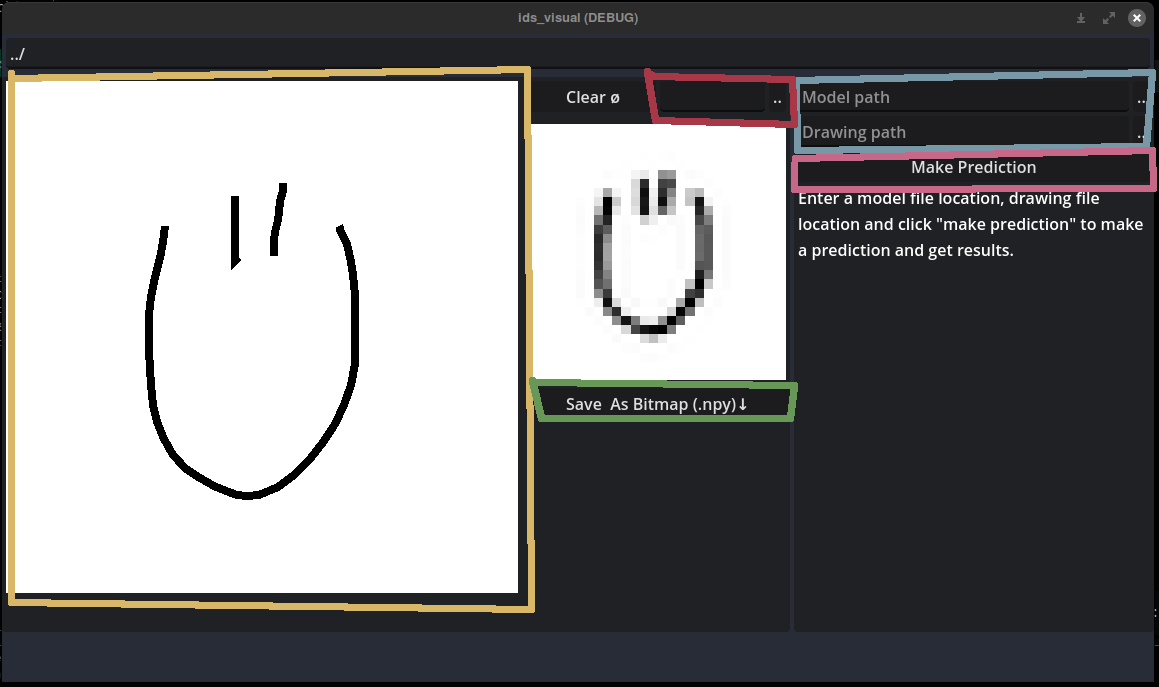 ids_visual (DEBUG)
../
Clear ø
..
Model path
..
Drawing path
..
Make Prediction
Enter a model file location, drawing file
location and click "make prediction" to make
a prediction and get results.
Save  As Bitmap (.npy)↓